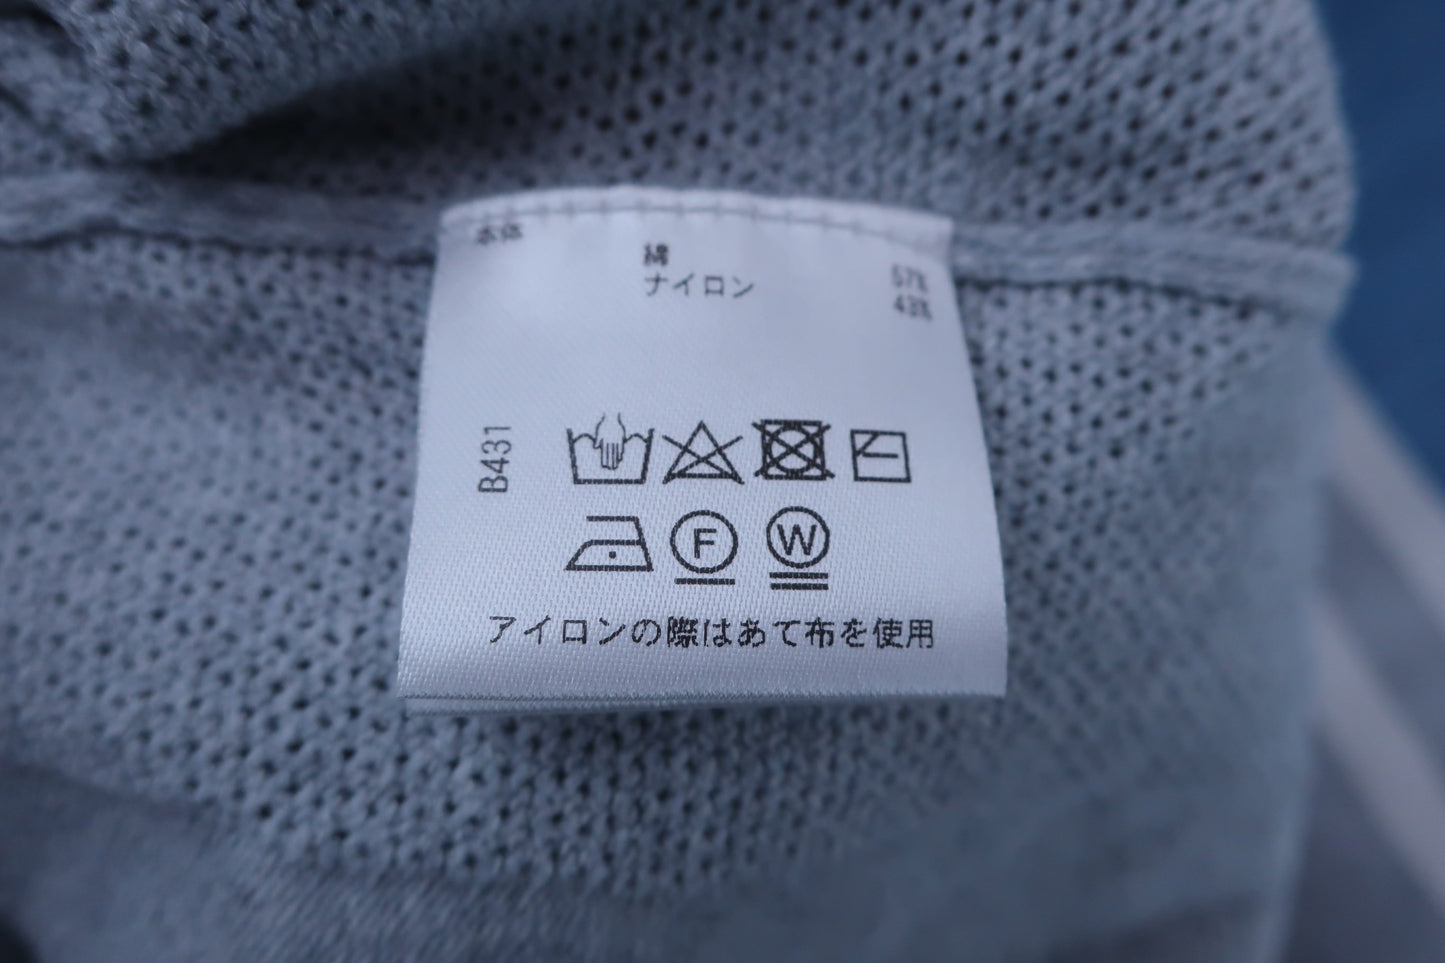 本体
綿 57%
ナイロン 43%
B431
F W
アイロンの際はあて布を使用